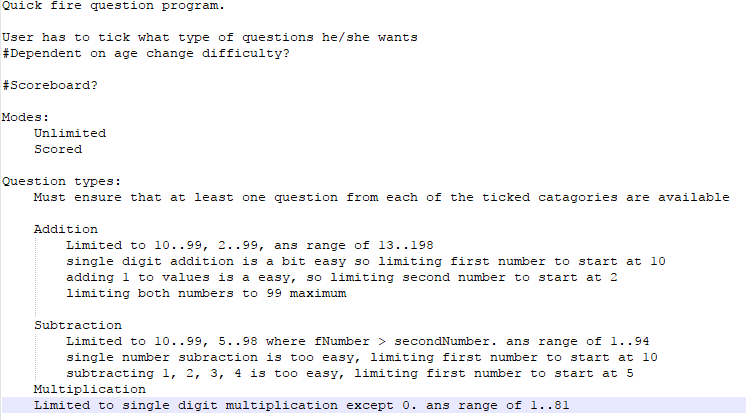 Quick fire question program.
User has to tick what type of questions he/she wants
#Dependent on age change difficulty?
#Scoreboard?
Modes:
Unlimited
Scored
Question types:
Must ensure that at least one question from each of the ticked catagories are available
Addition
Limited to 10..99, 2..99, ans range of 13..198
single digit addition is a bit easy so limiting first number to start at 10
adding 1 to values is a easy, so limiting second number to start at 2
limiting both numbers to 99 maximum
Subtraction
Limited to 10..99, 5..98 where fNumber > secondNumber. ans range of 1..94
single number subraction is too easy, limiting first number to start at 10
subtracting 1, 2, 3, 4 is too easy, limiting first number to start at 5
Multiplication
Limited to single digit multiplication except 0. ans range of 1..81